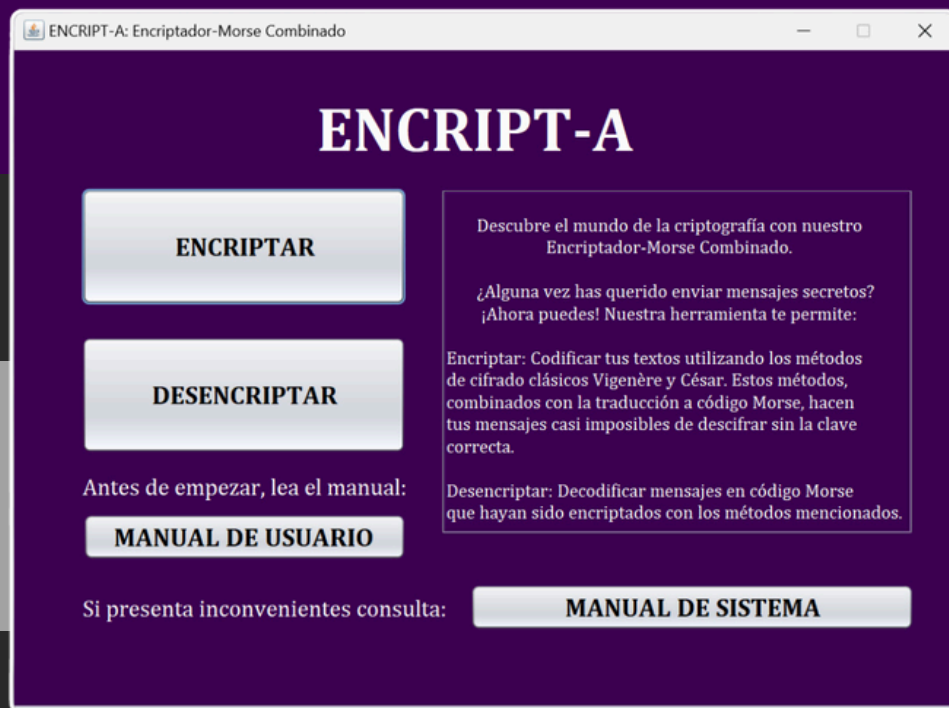 ENCRIPT-A: Encriptador-Morse Combinado
ENCRIPT-A
ENCRIPTAR
DESENCRIPTAR
Antes de empezar, lea el manual:
MANUAL DE USUARIO
Descubre el mundo de la criptografía con nuestro
Encriptador-Morse Combinado.
¿Alguna vez has querido enviar mensajes secretos?
¡Ahora puedes! Nuestra herramienta te permite:
Encriptar: Codificar tus textos utilizando los métodos
de cifrado clásicos Vigenère y César. Estos métodos,
combinados con la traducción a código Morse, hacen
tus mensajes casi imposibles de descifrar sin la clave
correcta.
Desencriptar: Decodificar mensajes en código Morse
que hayan sido encriptados con los métodos mencionados.
Si presenta inconvenientes consulta:
MANUAL DE SISTEMA